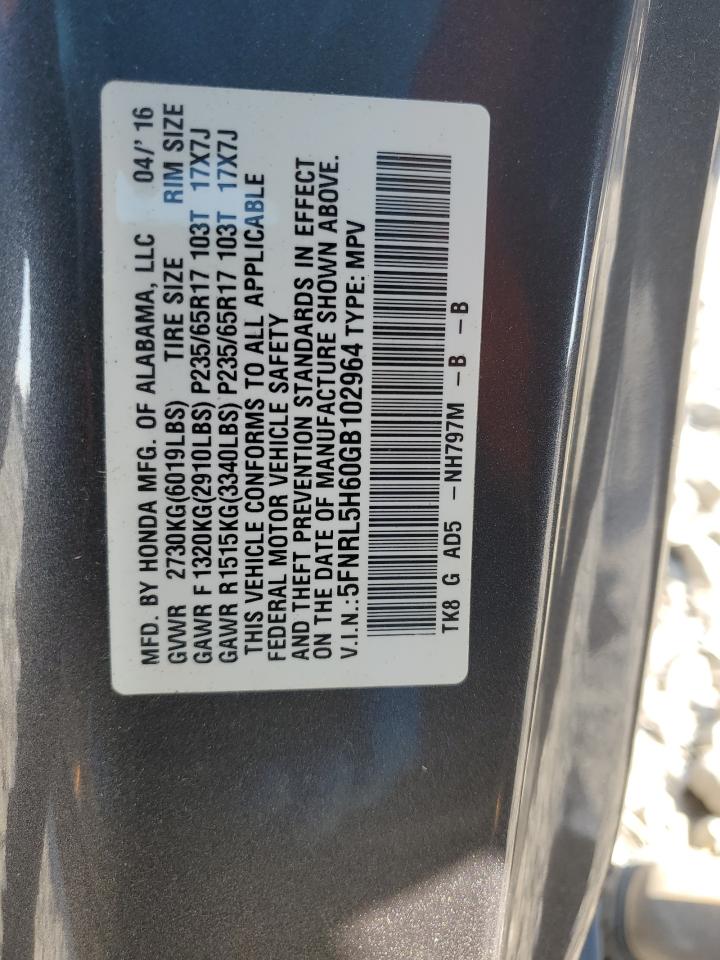 MFD. BY HONDA MFG. OF ALABAMA, LLC 04/' 16
GVWR 2730KG(6019LBS) TIRE SIZE RIM SIZE
GAWR F 1320KG(2910LBS) P235/65R17 103T 17X7J
GAWR R 1515KG(3340LBS) P235/65R17 103T 17X7J
THIS VEHICLE CONFORMS TO ALL APPLICABLE
FEDERAL MOTOR VEHICLE SAFETY
AND THEFT PREVENTION STANDARDS IN EFFECT
ON THE DATE OF MANUFACTURE SHOWN ABOVE.
V.I.N.:5FNRL5H60GB102964 TYPE: MPV
TK8 G AD5 -NH797M -B -B